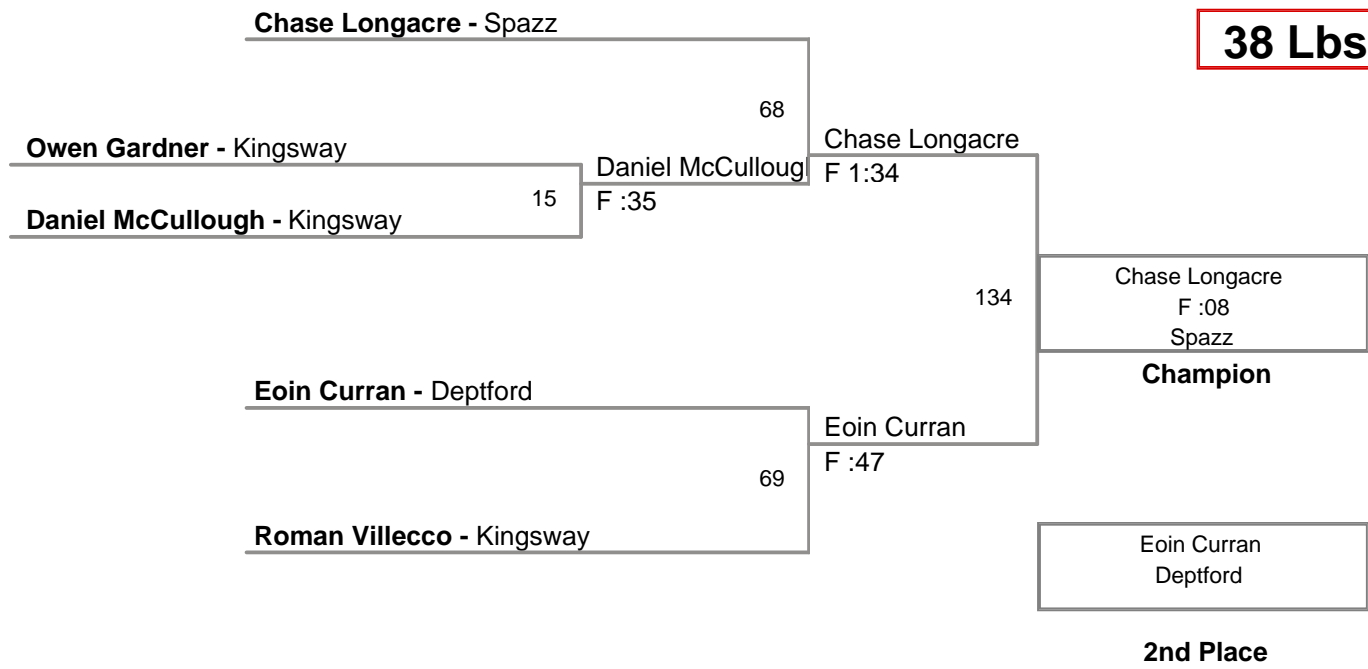 Chase Longacre - Spazz
38 Lbs
68
Owen Gardner - Kingsway
Chase Longacre
Daniel McCulloug
F 1:34
15
F :35
Daniel McCullough - Kingsway
134
Chase Longacre
F :08
Spazz
Champion
Eoin Curran - Deptford
Eoin Curran
F :47
69
Roman Villecco - Kingsway
Eoin Curran
Deptford
2nd Place